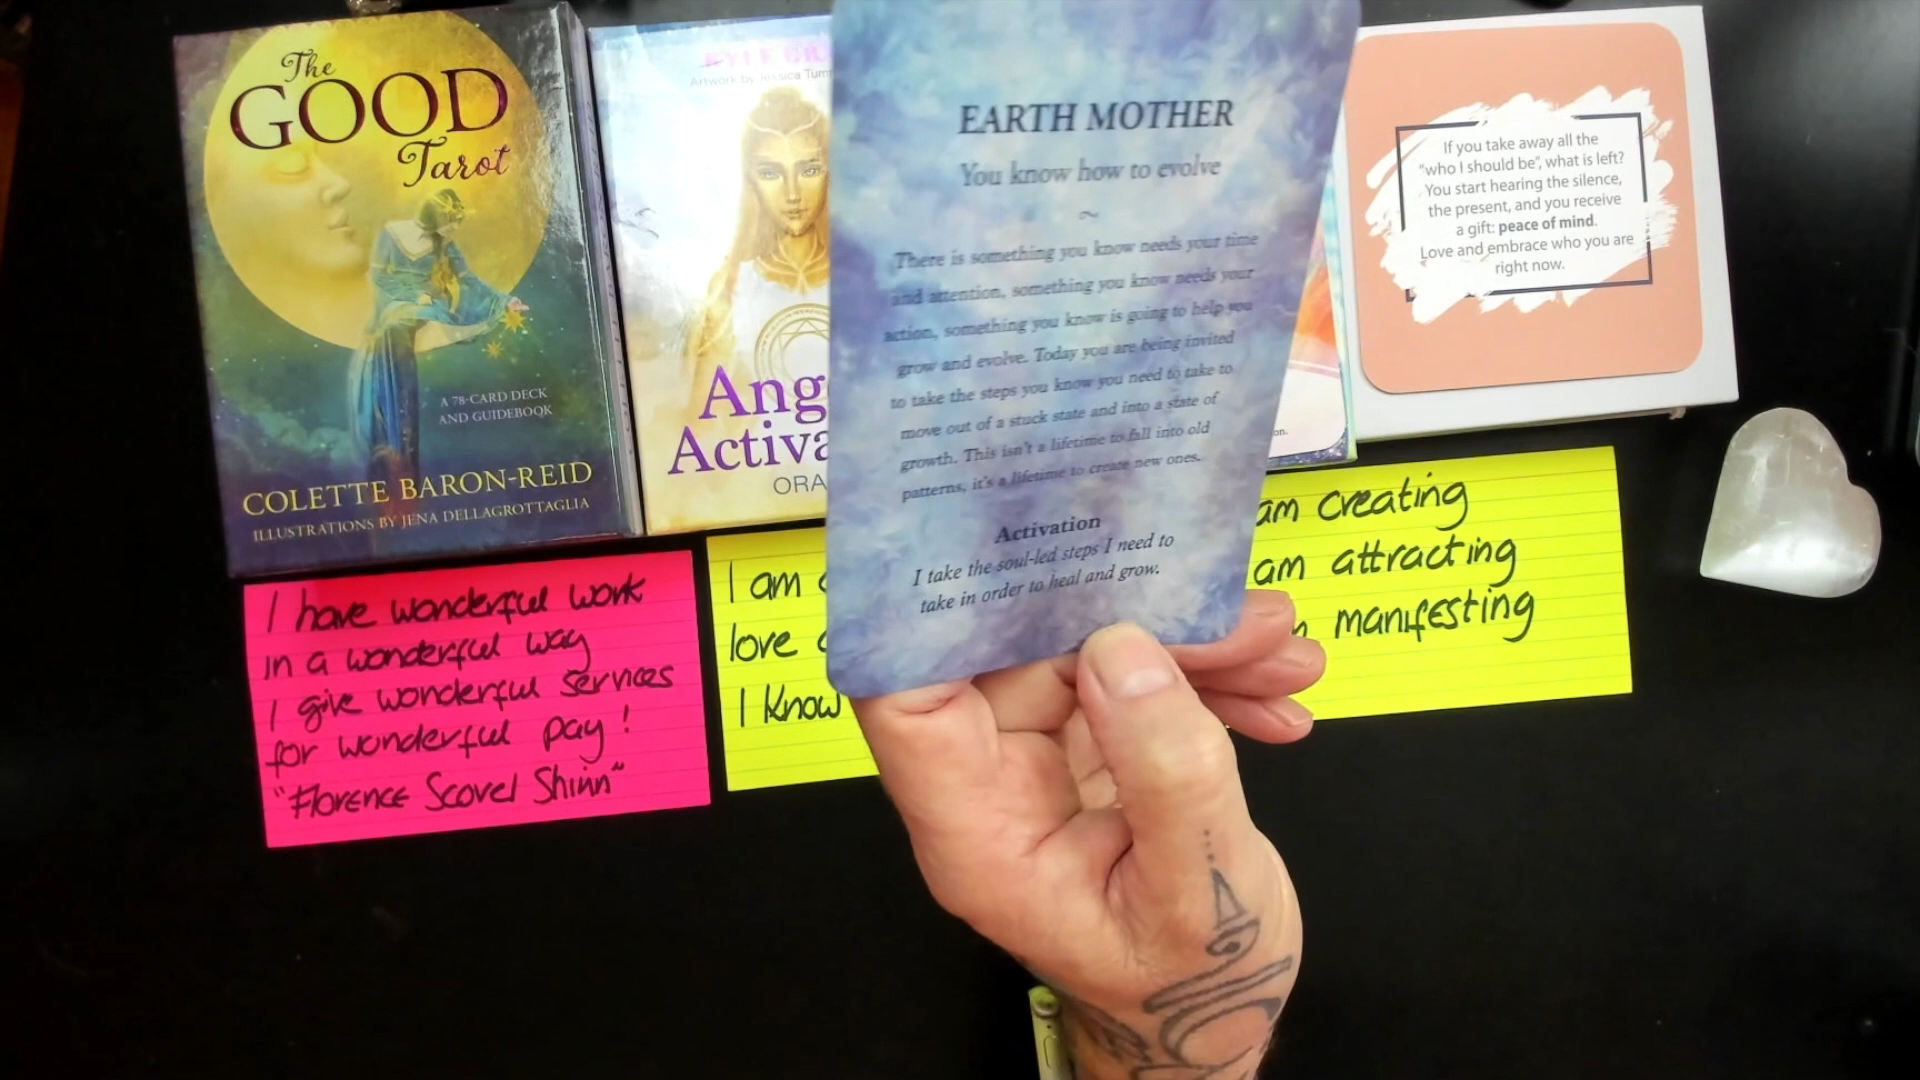 The
GOOD
Tarot
A 78-CARD DECK
AND GUIDEBOOK
COLETTE BARON-REID
ILLUSTRATIONS BY JENA DELLAGROTTAGLIA
Artwork by Jessica
Ang
Activa
ORA
EARTH MOTHER
You know how to evolve
~
There is something you know needs your time
and attention, something you know needs your
action, something you know is going to help you
grow and evolve. Today you are being invited
to take the steps you know you need to take to
move out of a stuck state and into a state of
growth. This isn't a lifetime to fall into old
patterns, it's a lifetime to create new ones.
Activation
I take the soul-led steps I need to
take in order to heal and grow.
on.
If you take away all the
"who I should be", what is left?
You start hearing the silence,
the present, and you receive
a gift: peace of mind.
Love and embrace who you are
right now.
I have wonderful work
in a wonderful way
I give wonderful services
for wonderful pay!
"Florence Scovel Shinn"
I am
love
I know
am creating
am attracting
manifesting